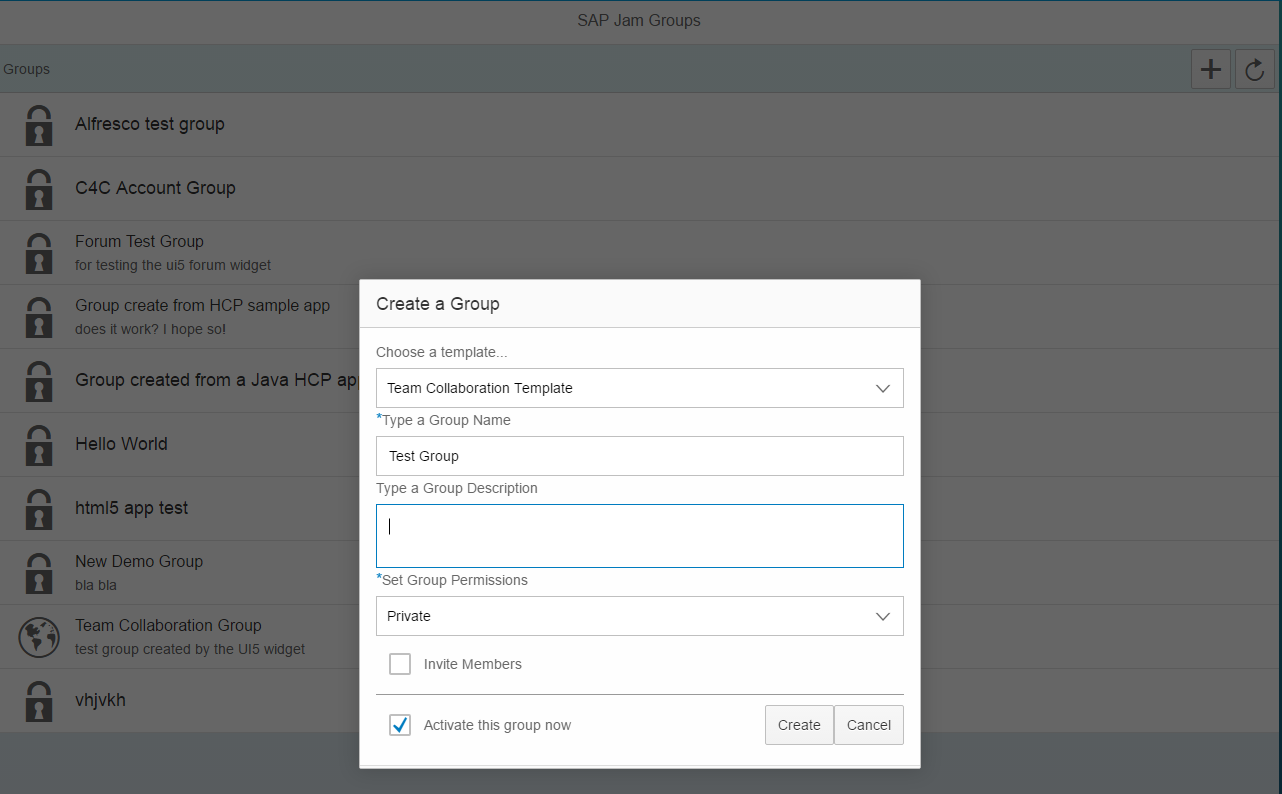 SAP Jam Groups
Groups
Alfresco test group
C4C Account Group
Forum Test Group
for testing the ui5 forum widget
Group create from HCP sample app
does it work? I hope so!
Group created from a Java HCP app
Hello World
html5 app test
New Demo Group
bla bla
Team Collaboration Group
test group created by the UI5 widget
vhjvkh
Create a Group
Choose a template...
Team Collaboration Template
*Type a Group Name
Test Group
Type a Group Description
*Set Group Permissions
Private
Invite Members
Activate this group now
Create Cancel